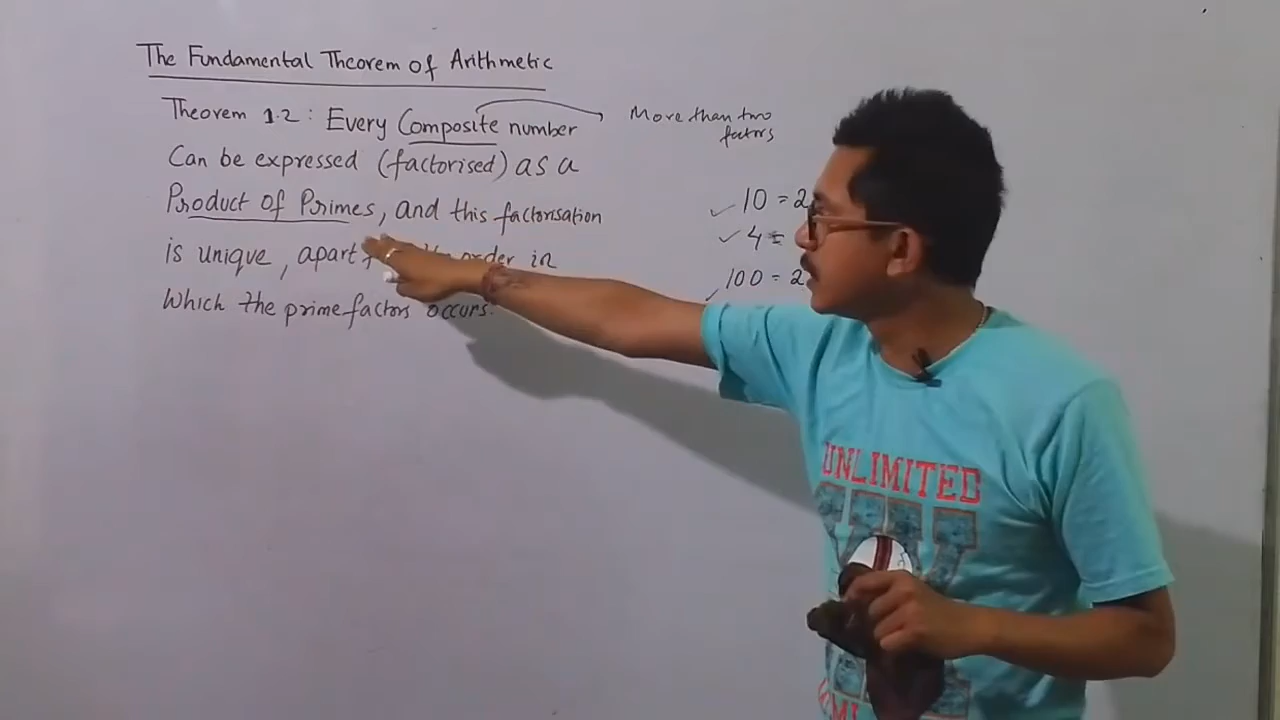 The Fundamental Theorem of Arithmetic
Theorem 1.2: Every Composite number
Can be expressed (factorised) as a
Product of Primes, and this factorisation
is unique, apart order in
Which the prime factors occurs.
More than two
factors
✓ 10 = 2
✓ 4 =
✓ 100 = 2
UNLIMITED